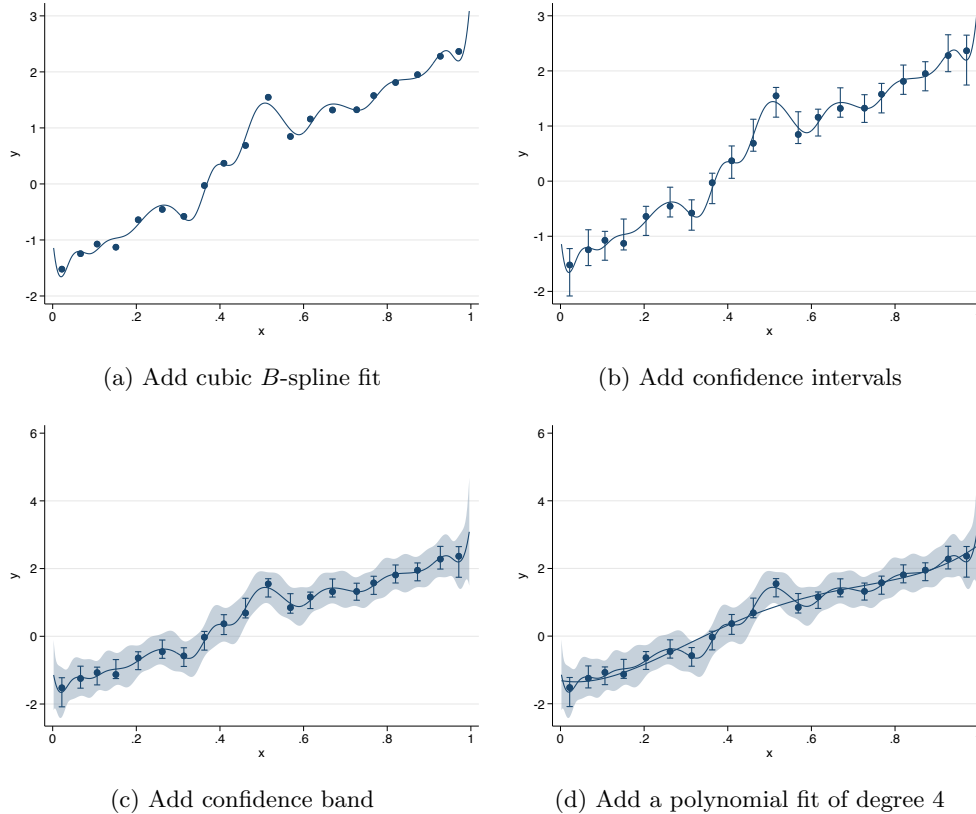 3
2
1
0
-1
-2
y
0 .2 .4 .6 .8 1
x
(a) Add cubic B-spline fit
3
2
1
0
-1
-2
y
0 .2 .4 .6 .8
x
(b) Add confidence intervals
6
4
2
0
-2
y
0 .2 .4 .6 .8 1
x
(c) Add confidence band
6
4
2
0
-2
y
0 .2 .4 .6 .8
x
(d) Add a polynomial fit of degree 4